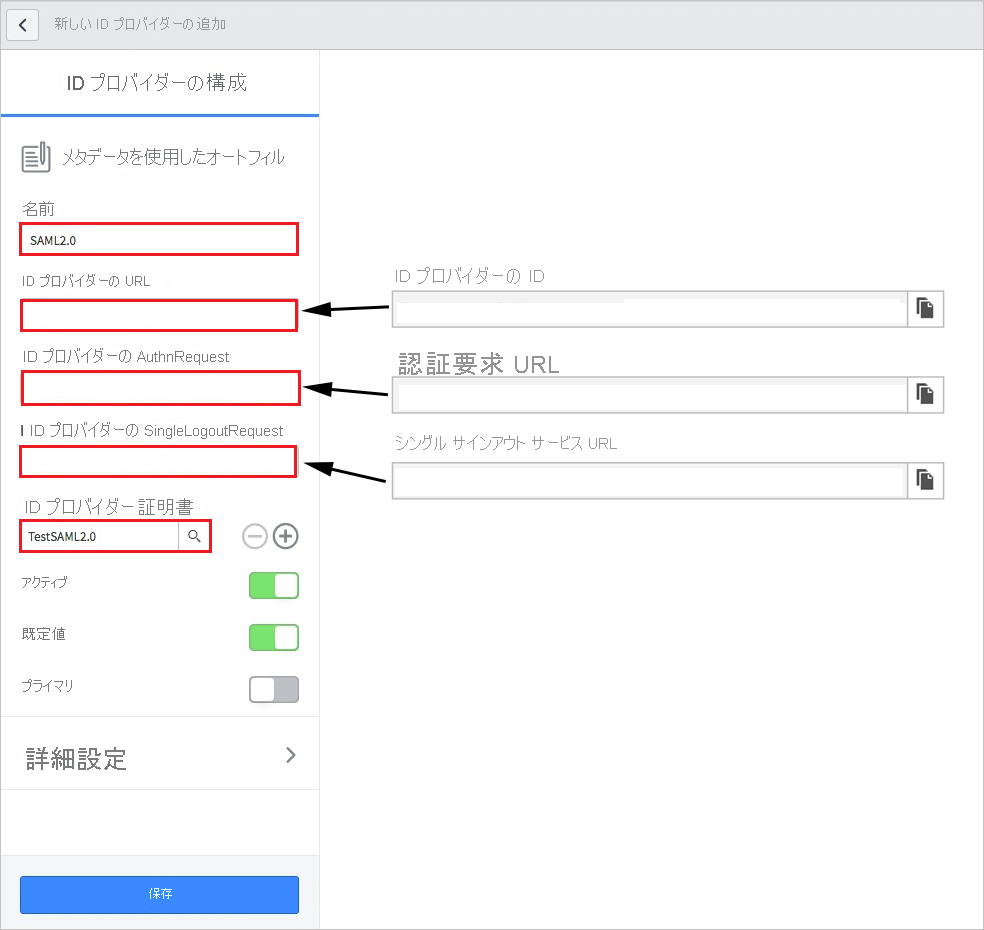 新しい ID プロバイダーの追加
ID プロバイダーの構成
メタデータを使用したオートフィル
名前
SAML2.0
ID プロバイダーの URL
ID プロバイダーの AuthnRequest
I ID プロバイダーの SingleLogoutRequest
ID プロバイダー証明書
TestSAML2.0
アクティブ
既定値
プライマリ
詳細設定
保存
ID プロバイダーの ID
認証要求 URL
シングル サインアウト サービス URL